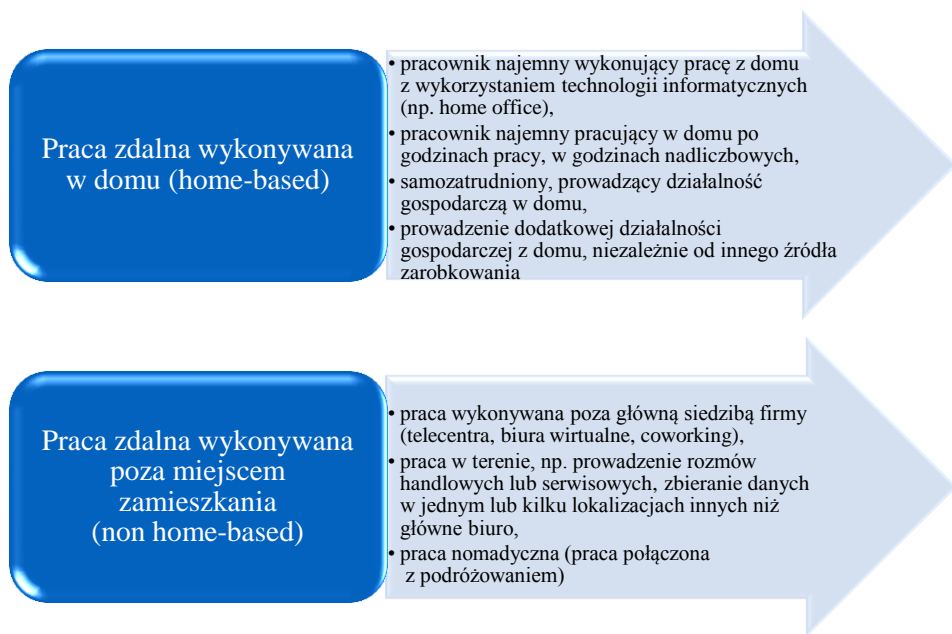 Praca zdalna wykonywana
w domu (home-based)
• pracownik najemny wykonujący pracę z domu
z wykorzystaniem technologii informatycznych
(np. home office),
• pracownik najemny pracujący w domu po
godzinach pracy, w godzinach nadliczbowych,
• samozatrudniony, prowadzący działalność
gospodarczą w domu,
• prowadzenie dodatkowej działalności
gospodarczej z domu, niezależnie od innego źródła
zarobkowania
Praca zdalna wykonywana
poza miejscem
zamieszkania
(non home-based)
• praca wykonywana poza główną siedzibą firmy
(telecentra, biura wirtualne, coworking),
• praca w terenie, np. prowadzenie rozmów
handlowych lub serwisowych, zbieranie danych
w jednym lub kilku lokalizacjach innych niż
główne biuro,
• praca nomadyczna (praca połączona
z podróżowaniem)